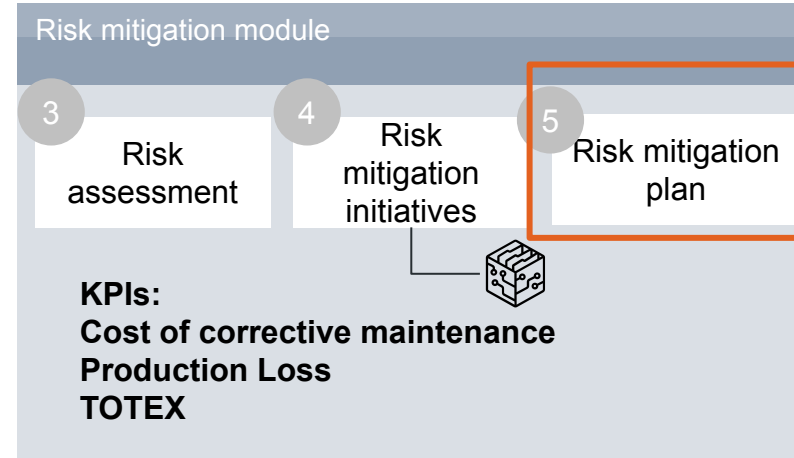 Risk mitigation module
3
Risk
assessment
4
Risk
mitigation
initiatives
5
Risk mitigation
plan
KPIs:
Cost of corrective maintenance
Production Loss
TOTEX